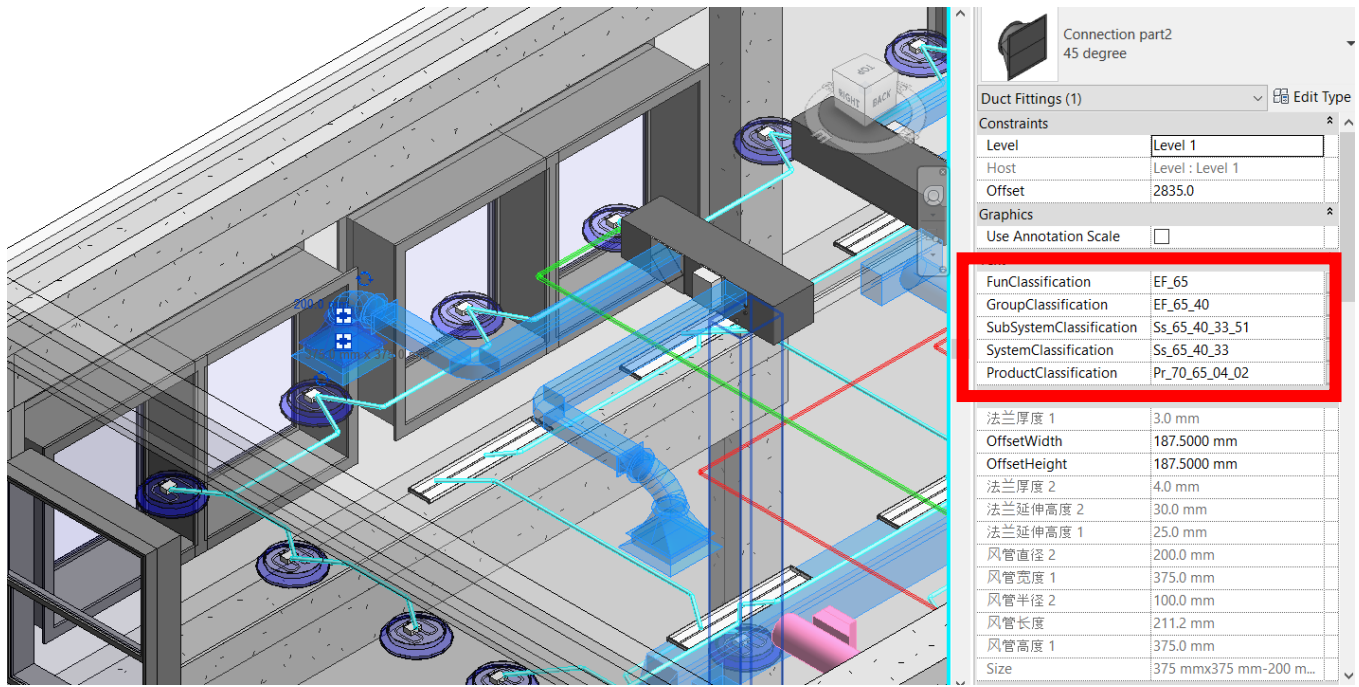 Connection part2
45 degree
Duct Fittings (1)
Edit Type
Constraints
Level Level 1
Host Level : Level 1
Offset 2835.0
Graphics
Use Annotation Scale
FunClassification EF_65
GroupClassification EF_65_40
SubSystemClassification Ss_65_40_33_51
SystemClassification Ss_65_40_33
ProductClassification Pr_70_65_04_02
法兰厚度 1 3.0 mm
OffsetWidth 187.5000 mm
OffsetHeight 187.5000 mm
法兰厚度 2 4.0 mm
法兰延伸高度 2 30.0 mm
法兰延伸高度 1 25.0 mm
风管直径 2 200.0 mm
风管宽度 1 375.0 mm
风管半径 2 100.0 mm
风管长度 211.2 mm
风管高度 1 375.0 mm
Size 375 mmx375 mm-200 m...
TOP
RIGHT
BACK
200.0 mm